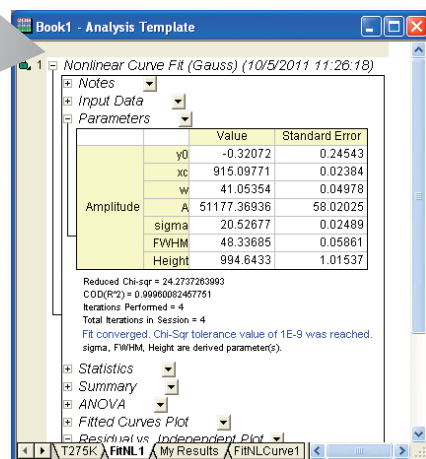 Book1 - Analysis Template
1 Nonlinear Curve Fit (Gauss) (10/5/2011 11:26:18)
Notes
Input Data
Parameters
Value Standard Error
y0 -0.32072 0.24543
xc 915.09771 0.02384
w 41.05354 0.04978
Amplitude A 51177.36936 58.02025
sigma 20.52677 0.02489
FWHM 48.33685 0.05861
Height 994.6433 1.01537
Reduced Chi-sqr = 24.2737263993
COD(R^2) = 0.99960082457751
Iterations Performed = 4
Total Iterations in Session = 4
Fit converged. Chi-Sqr tolerance value of 1E-9 was reached.
sigma, FWHM, Height are derived parameter(s).
Statistics
Summary
ANOVA
Fitted Curves Plot
Residual vs. Independent Plot
T275K FitNL1 My Results FitNLCurve1